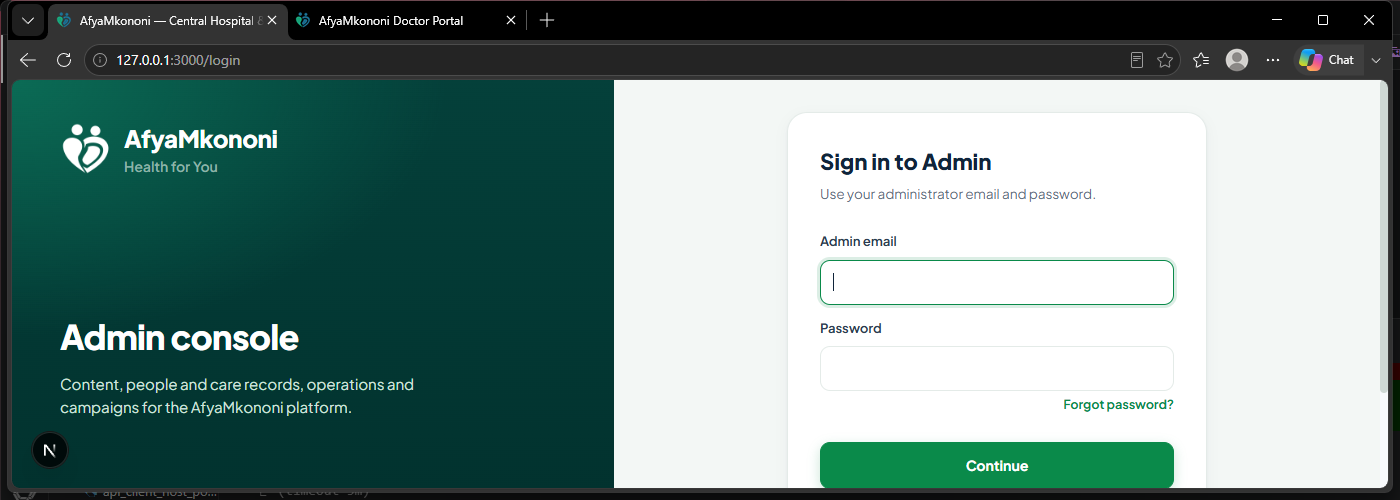 AfyaMkononi — Central Hospital &
AfyaMkononi Doctor Portal
127.0.0.1:3000/login
Chat
AfyaMkononi
Health for You
Admin console
Content, people and care records, operations and
campaigns for the AfyaMkononi platform.
N
Sign in to Admin
Use your administrator email and password.
Admin email
Password
Forgot password?
Continue